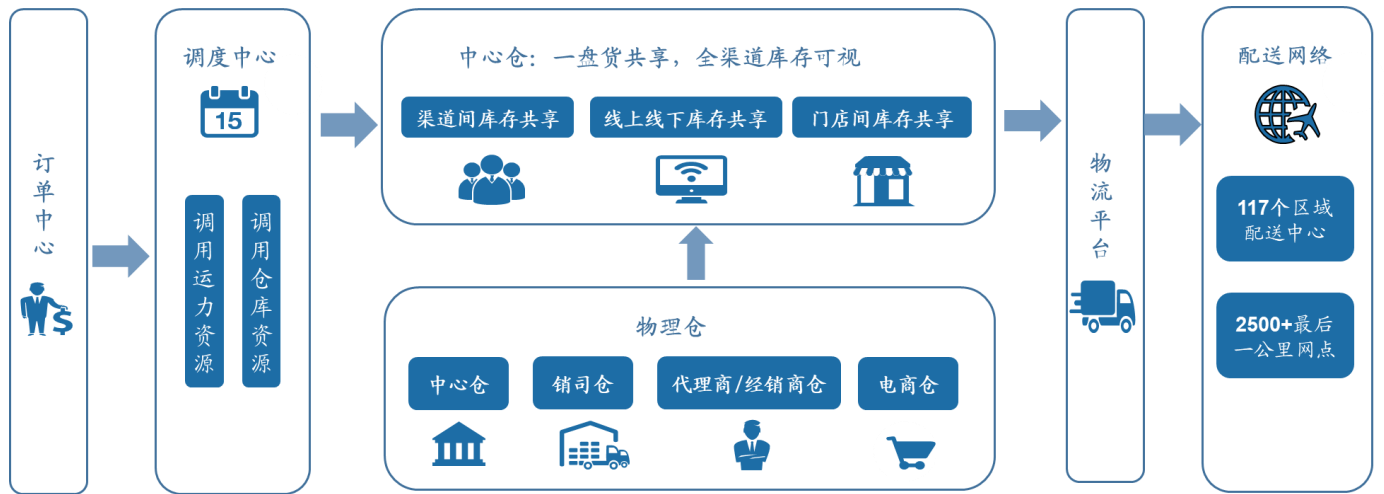 订单中心
调度中心
15
调用运力资源
调用仓库资源
中心仓：一盘货共享，全渠道库存可视
渠道间库存共享
线上线下库存共享
门店间库存共享
物理仓
中心仓
销司仓
代理商/经销商仓
电商仓
物流平台
配送网络
117个区域
配送中心
2500+最后
一公里网点